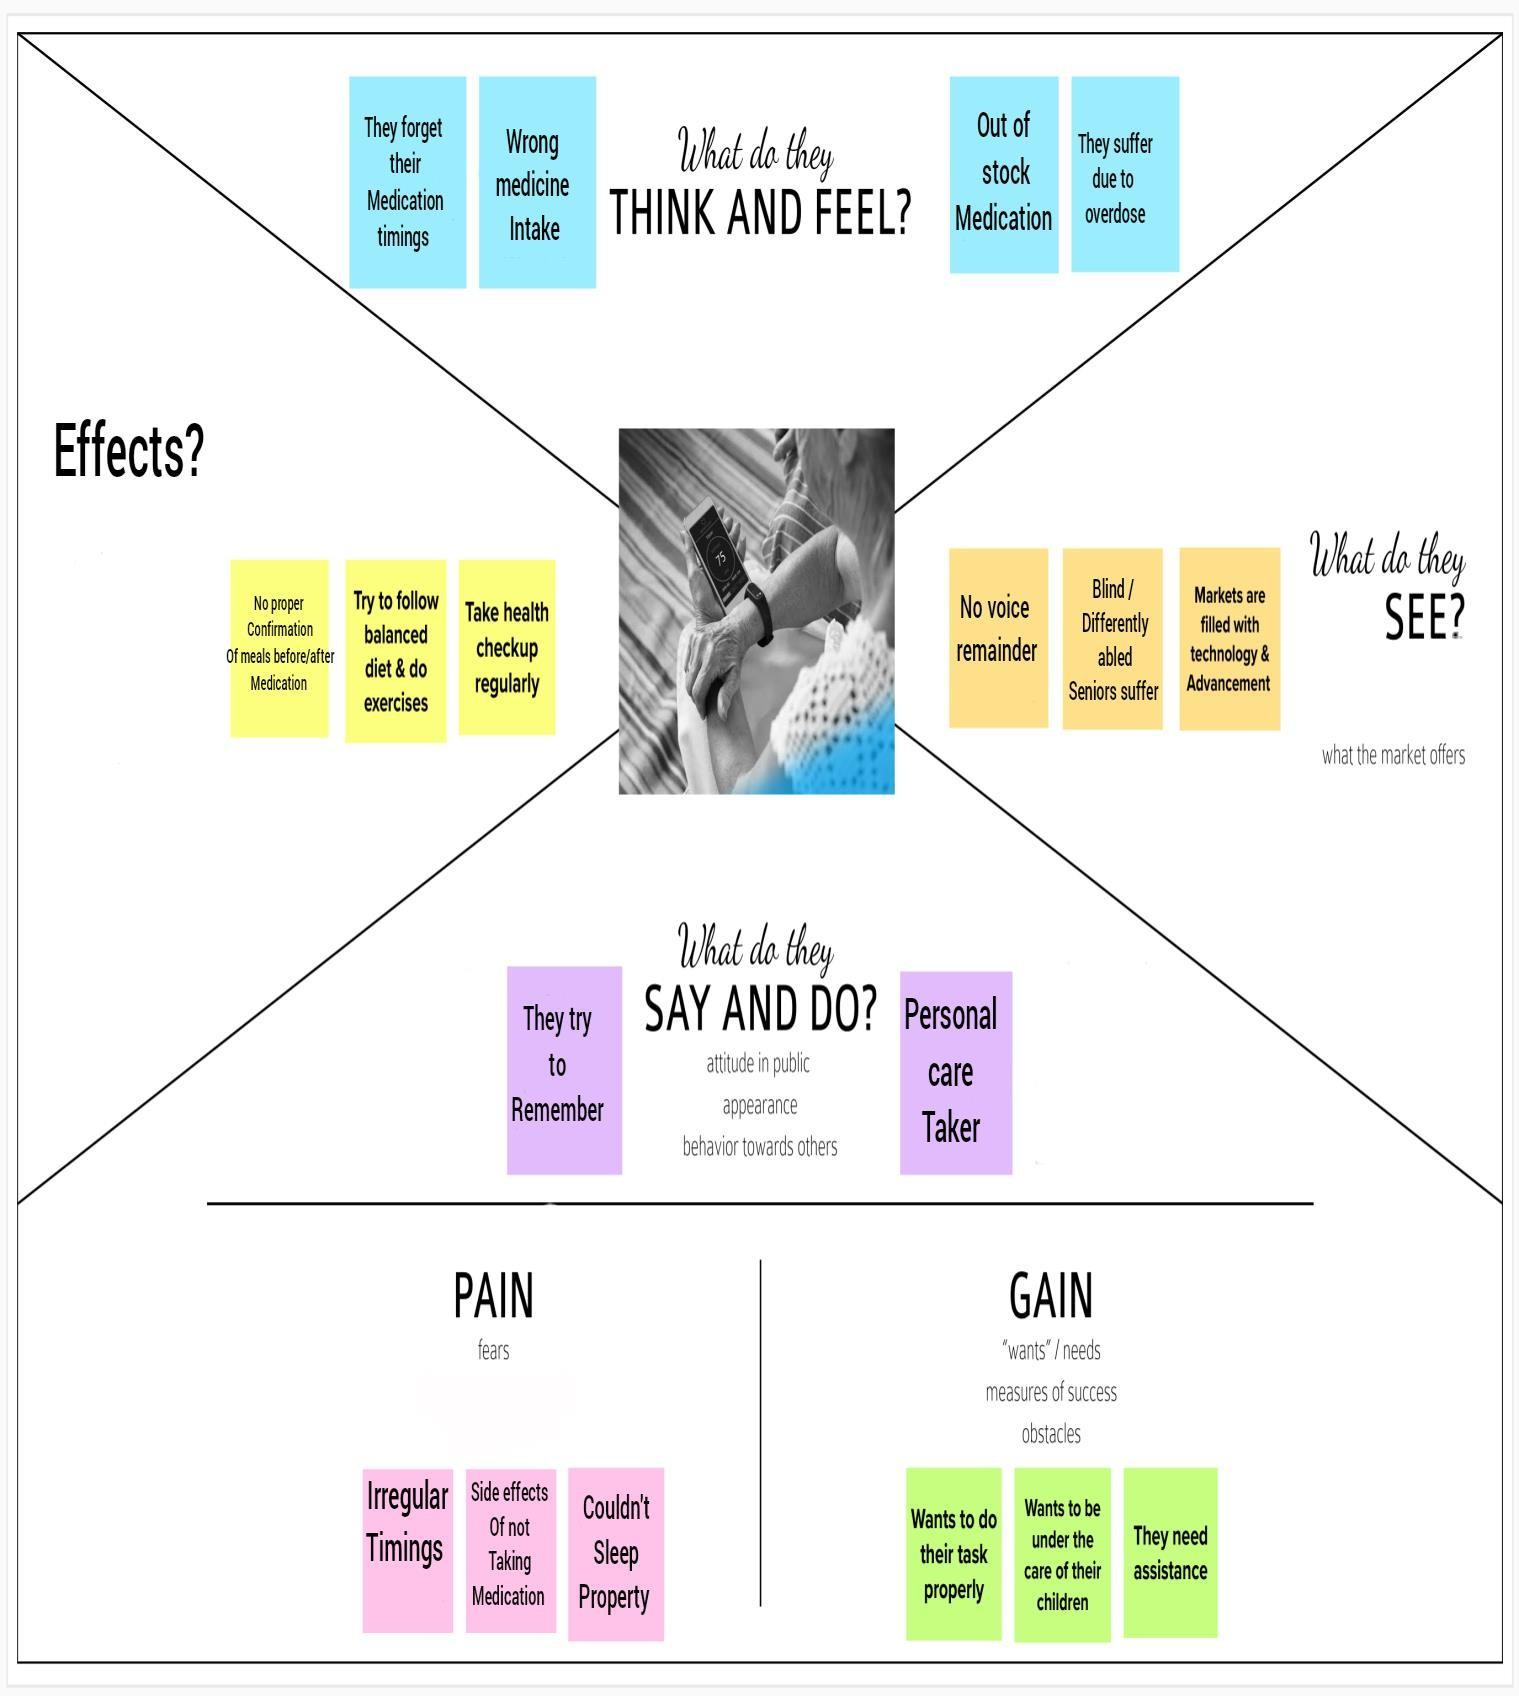 They forget
their
Medication
timings
Wrong
medicine
Intake
What do they
THINK AND FEEL?
Out of
stock
Medication
They suffer
due to
overdose
Effects?
No proper
Confirmation
Of meals before/after
Medication
Try to follow
balanced
diet & do
exercises
Take health
checkup
regularly
75
No voice
remainder
Blind /
Differently
abled
Seniors suffer
Markets are
filled with
technology &
Advancement
What do they
SEE?
what the market offers
They try
to
Remember
What do they
SAY AND DO?
attitude in public
appearance
behavior towards others
Personal
care
Taker
PAIN
fears
Irregular
Timings
Side effects
Of not
Taking
Medication
Couldn't
Sleep
Property
GAIN
“wants” / needs
measures of success
obstacles
Wants to do
their task
properly
Wants to be
under the
care of their
children
They need
assistance